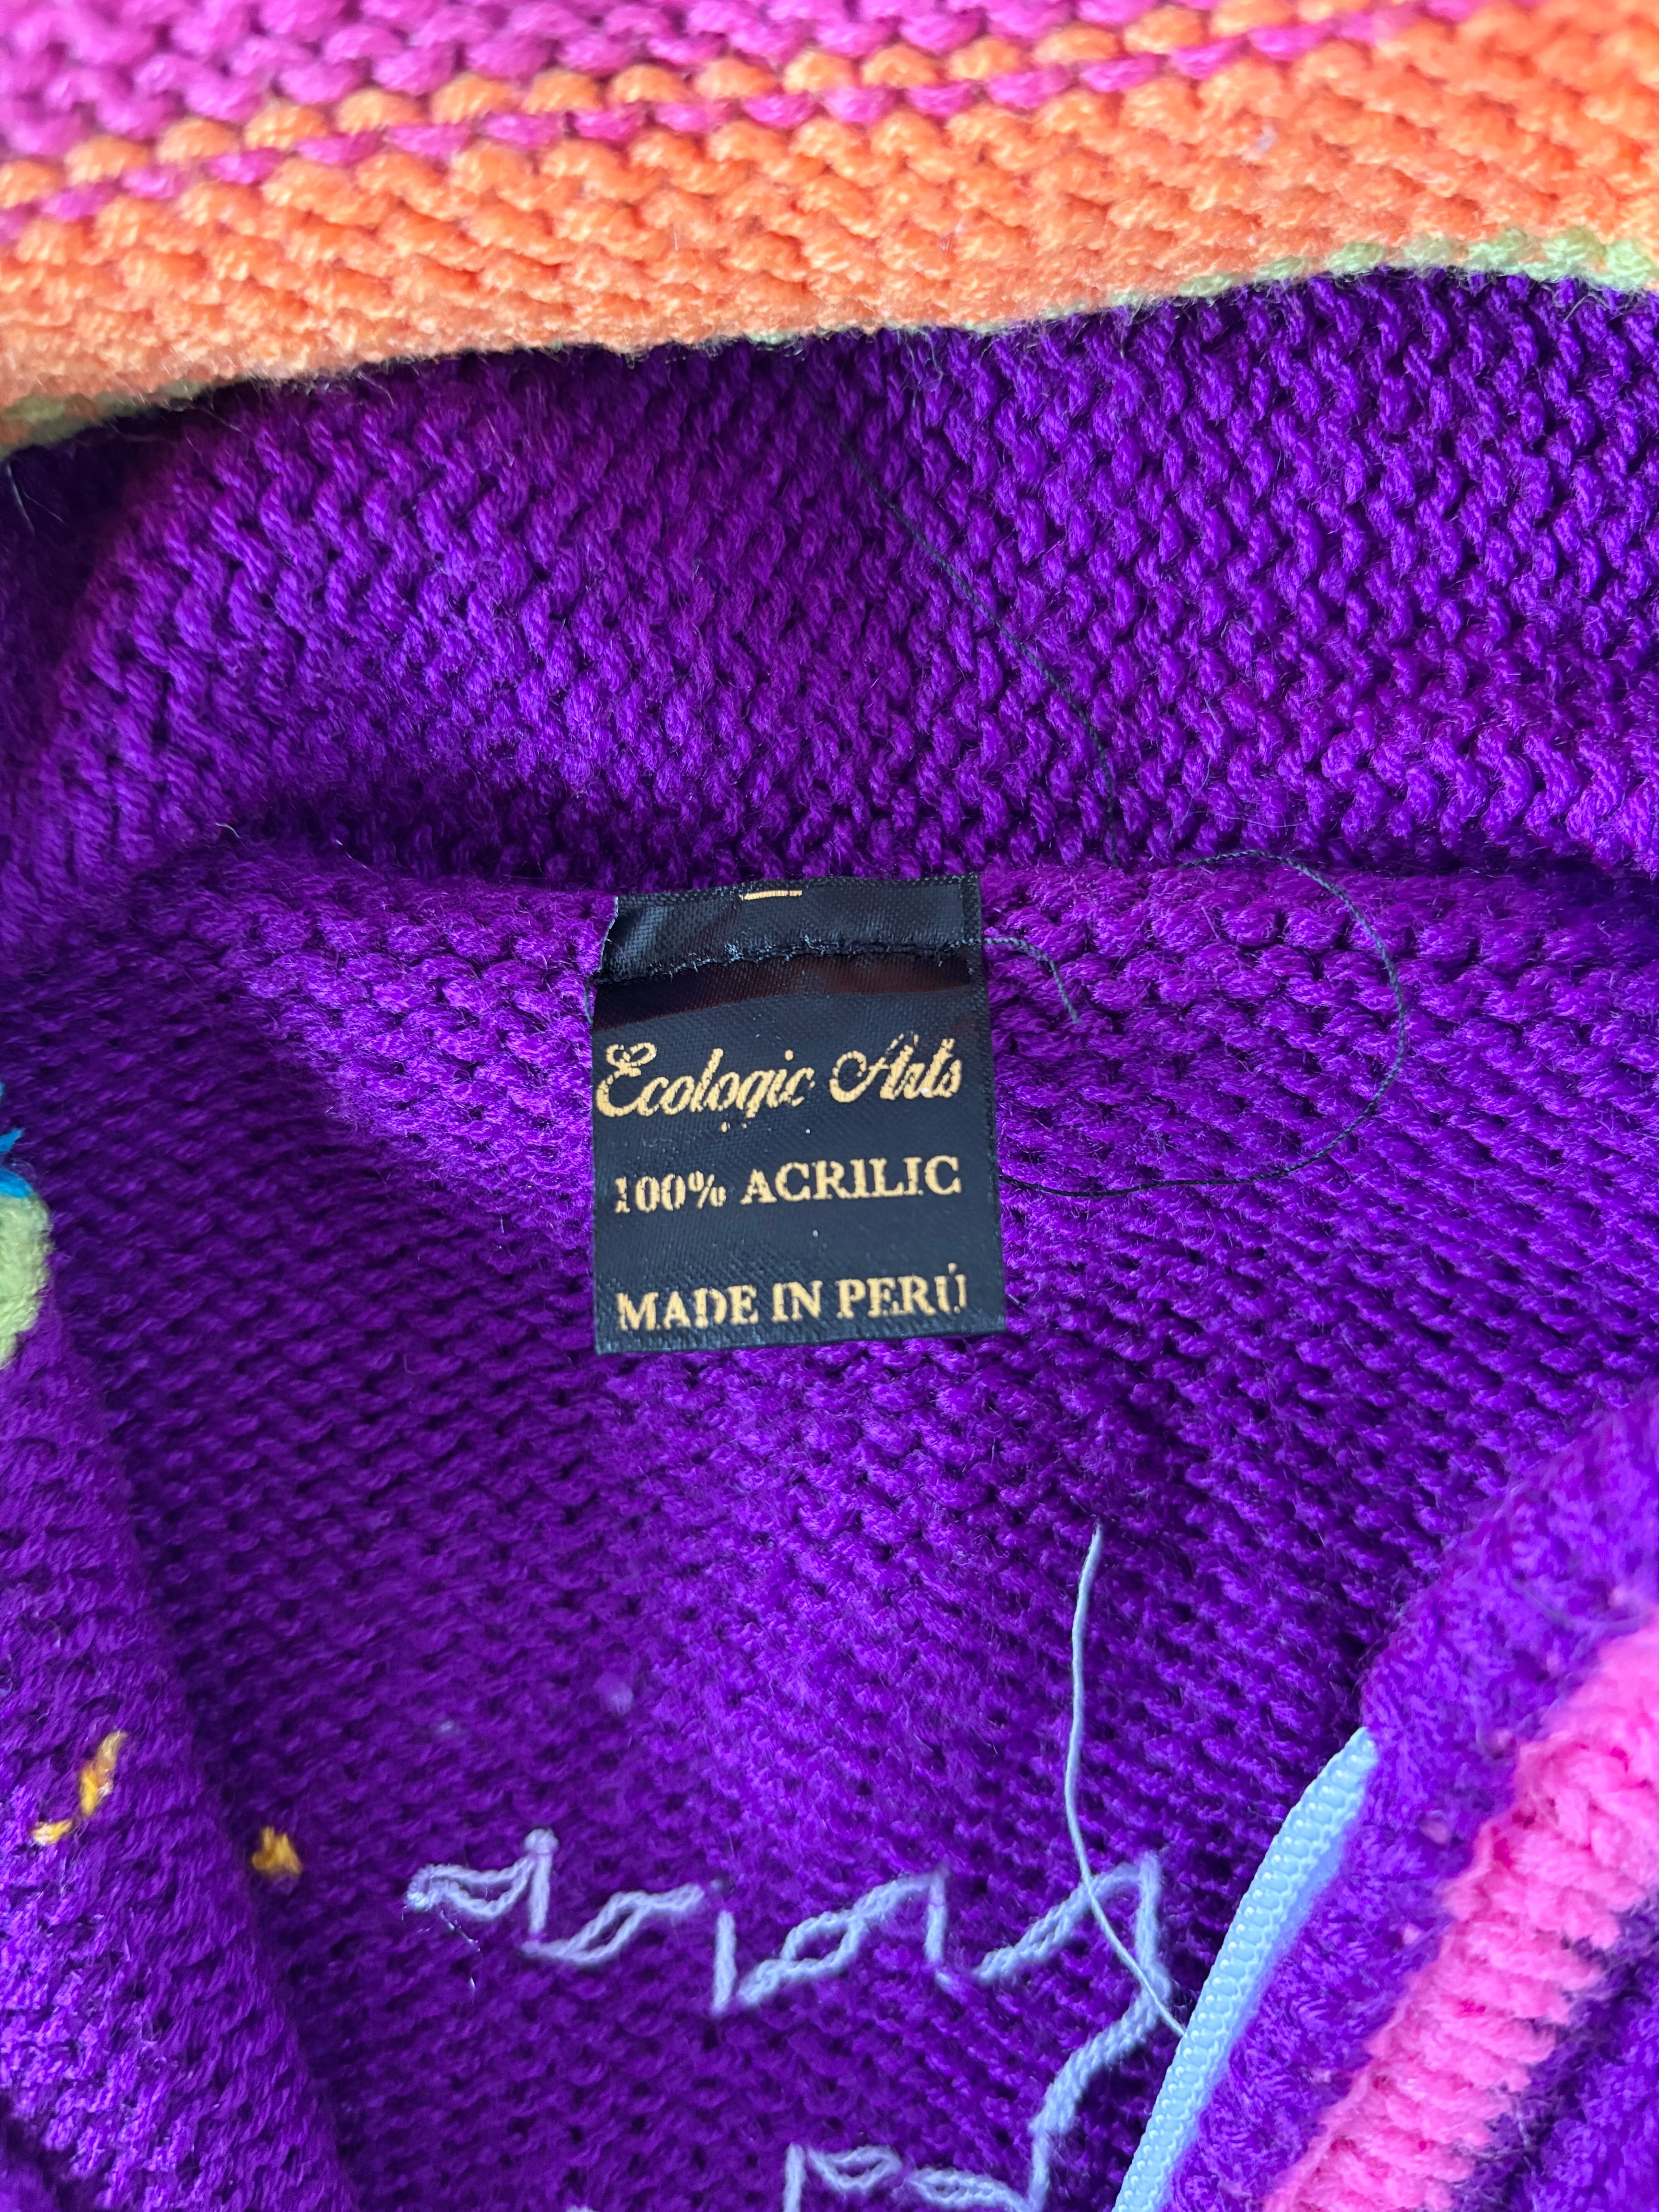 Ecologic Arts
100% ACRILIC
MADE IN PERÚ